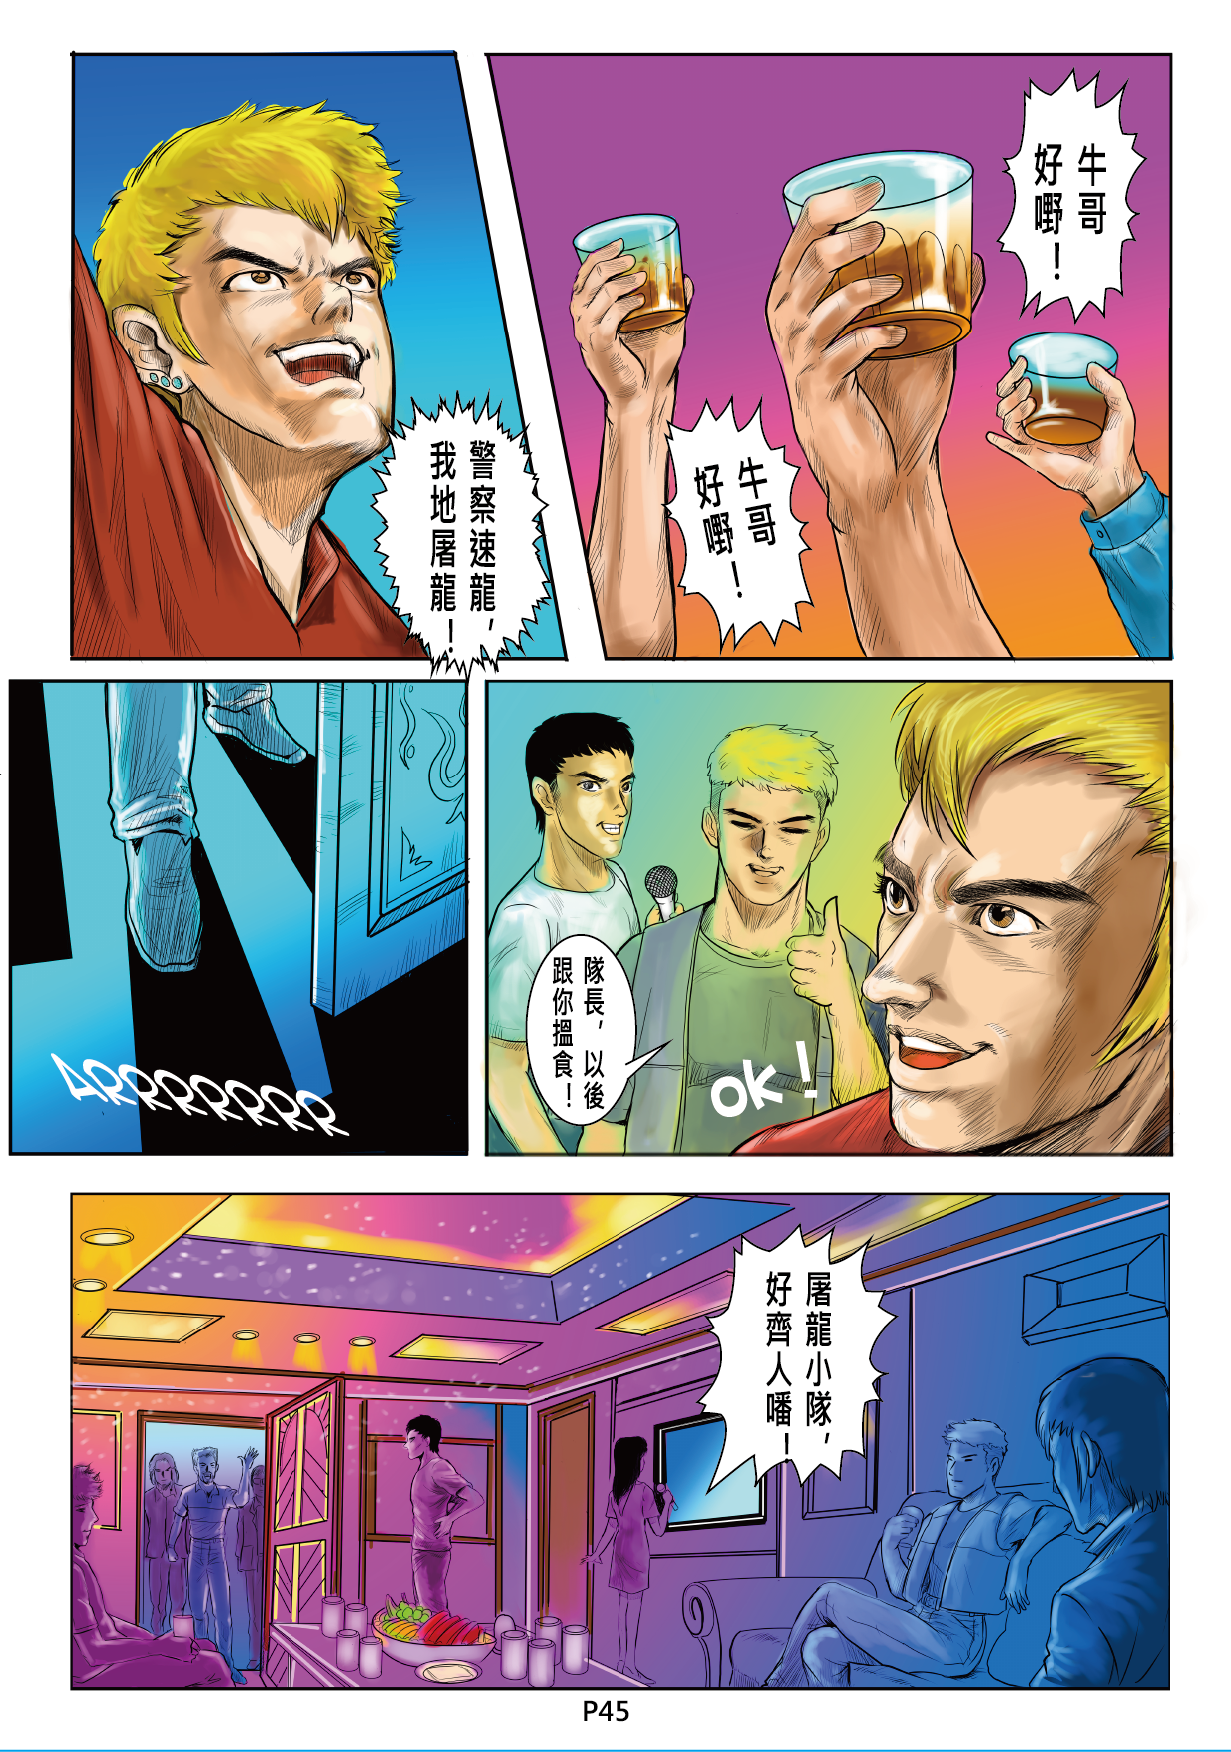 警察速龍，
我地屠龍！
牛哥
好嘢！
牛哥
好嘢！
ARRRRRRRR
隊長，以後
跟你搵食！
OK!
屠龍小隊，
好齊人噃！
P45